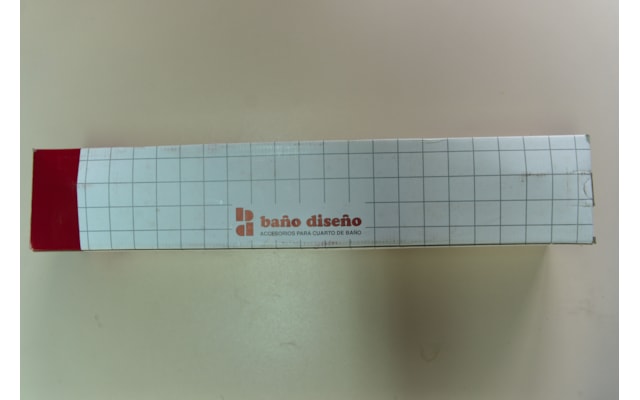 baño diseño
ACCESORIOS PARA CUARTO DE BAÑO